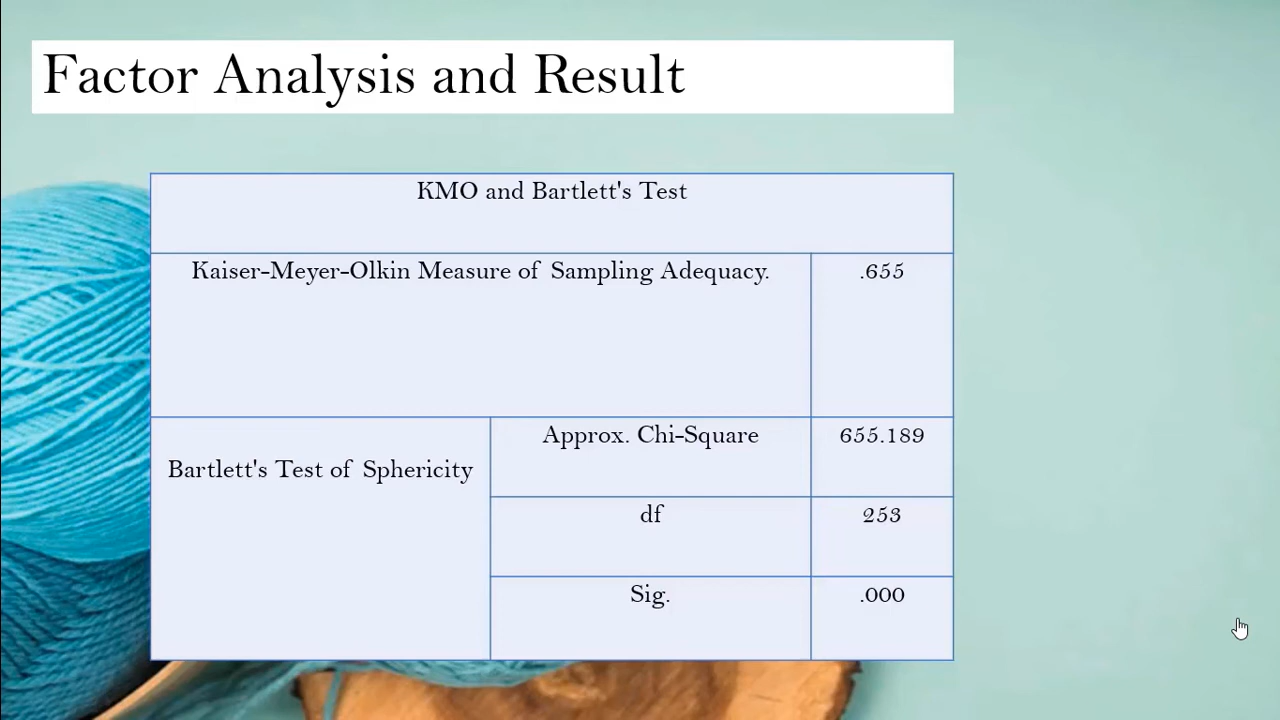 Factor Analysis and Result
KMO and Bartlett's Test
Kaiser-Meyer-Olkin Measure of Sampling Adequacy.
.655
Bartlett's Test of Sphericity
Approx. Chi-Square
655.189
df
253
Sig.
.000